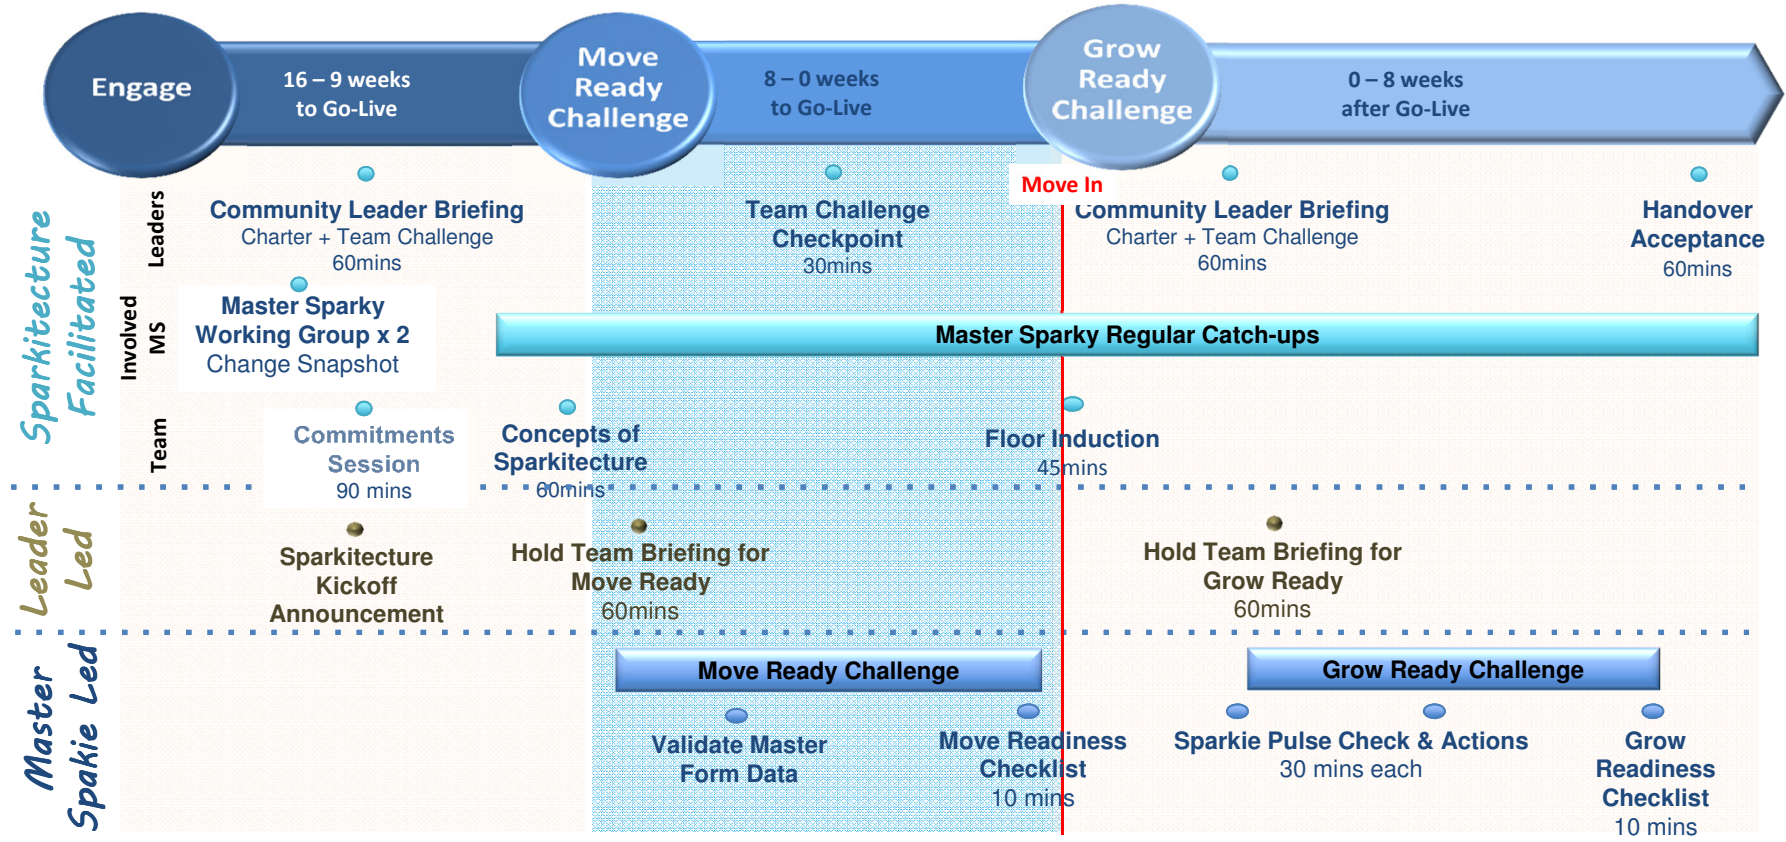 Engage
16 – 9 weeks
to Go-Live
Move
Ready
Challenge
8 – 0 weeks
to Go-Live
Grow
Ready
Challenge
0 – 8 weeks
after Go-Live
Sparkitecture
Facilitated
Leaders
Community Leader Briefing
Charter + Team Challenge
60mins
Team Challenge
Checkpoint
30mins
Move In
Community Leader Briefing
Charter + Team Challenge
60mins
Handover
Acceptance
60mins
Involved
MS
Master Sparky
Working Group x 2
Change Snapshot
Master Sparky Regular Catch-ups
Team
Commitments
Session
90 mins
Concepts of
Sparkitecture
60mins
Floor Induction
45mins
Leader
Led
Sparkitecture
Kickoff
Announcement
Hold Team Briefing for
Move Ready
60mins
Hold Team Briefing for
Grow Ready
60mins
Master
Spakie Led
Move Ready Challenge
Grow Ready Challenge
Validate Master
Form Data
Move Readiness
Checklist
10 mins
Sparkie Pulse Check & Actions
30 mins each
Grow
Readiness
Checklist
10 mins